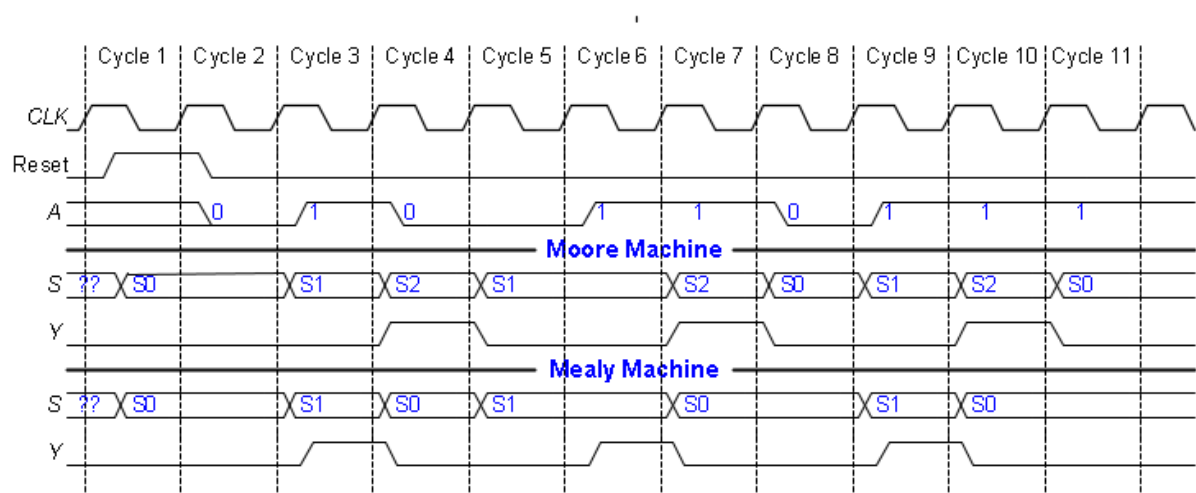 Cycle 1 Cycle 2 Cycle 3 Cycle 4 Cycle 5 Cycle 6 Cycle 7 Cycle 8 Cycle 9 Cycle 10 Cycle 11
CLK
Reset
A 0 1 0 1 1 0 1 1 1
Moore Machine
S ?? S0 S1 S2 S1 S2 S0 S1 S2 S0
Y
Mealy Machine
S ?? S0 S1 S0 S1 S0 S1 S0
Y